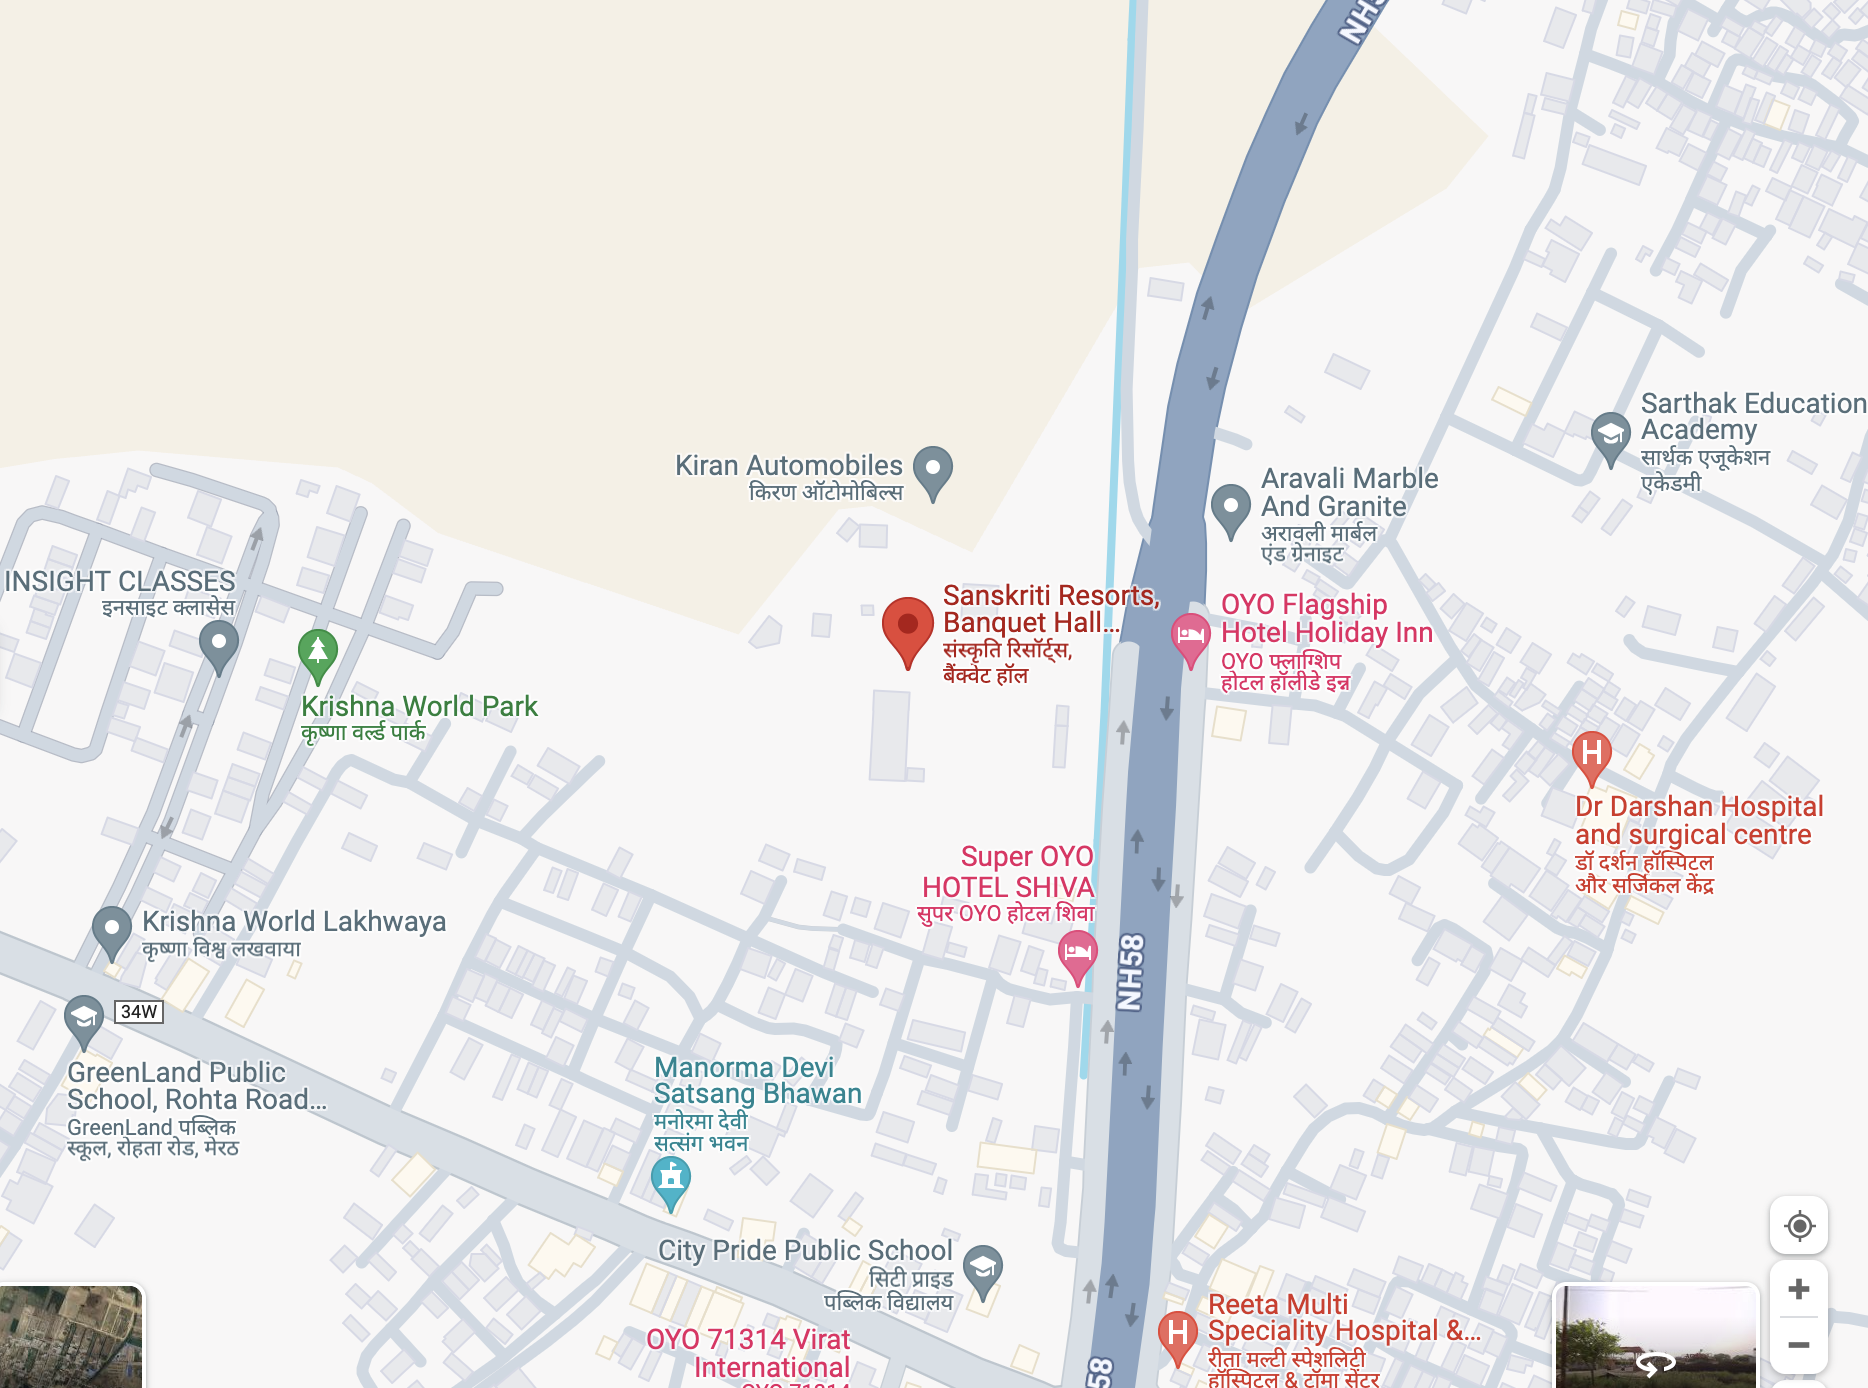 NH5
Sarthak Education
Academy
सार्थक एजूकेशन
एकेडमी
Kiran Automobiles
किरण ऑटोमोबिल्स
Aravali Marble
And Granite
अरावली मार्बल
एंड ग्रेनाइट
INSIGHT CLASSES
इनसाइट क्लासेस
Sanskriti Resorts,
Banquet Hall...
संस्कृति रिसॉर्ट्स,
बैंक्वेट हॉल
OYO Flagship
Hotel Holiday Inn
OYO फ्लाग्शिप
होटल हॉलीडे इन्न
Krishna World Park
कृष्णा वर्ल्ड पार्क
H
Dr Darshan Hospital
and surgical centre
डॉ दर्शन हॉस्पिटल
और सर्जिकल केंद्र
Super OYO
HOTEL SHIVA
सुपर OYO होटल शिवा
Krishna World Lakhwaya
कृष्णा विश्व लखवाया
NH58
34W
GreenLand Public
School, Rohta Road...
GreenLand पब्लिक
स्कूल, रोहता रोड, मेरठ
Manorma Devi
Satsang Bhawan
मनोरमा देवी
सत्संग भवन
City Pride Public School
सिटी प्राइड
पब्लिक विद्यालय
OYO 71314 Virat
International
OYO 71314
58
H
Reeta Multi
Speciality Hospital &...
रीता मल्टी स्पेशलिटी
हॉस्पिटल & ट्रॉमा सेंटर